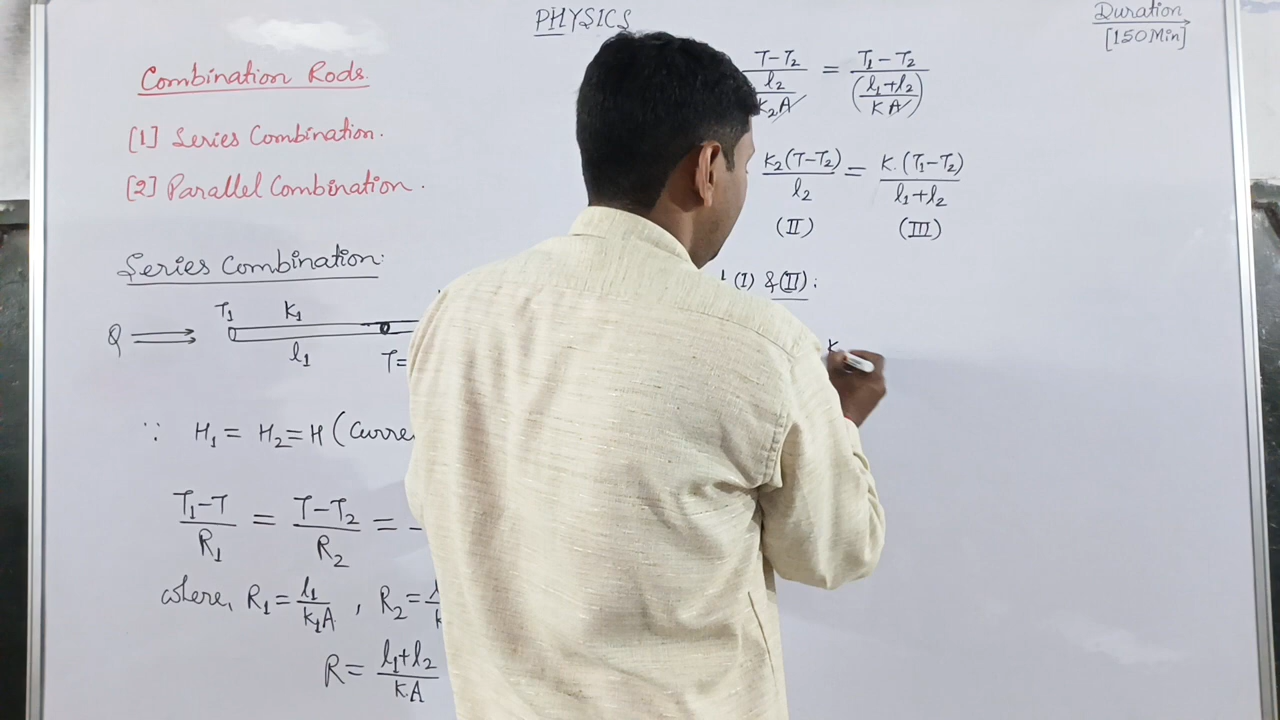 PHYSICS
Duration
[150 Min]
Combination Rods.
[1] Series Combination.
[2] Parallel Combination.
Series Combination:
T₁ K₁
Q
l₁
T=
∵ H₁ = H₂ = H (
(T₁-T)/R₁ = (T-T₂)/R₂ =
where, R₁ = l₁/(K₁A) , R₂ =
R = (l₁+l₂)/(KA)
(T-T₂)/(l₂/(K₂A)) = (T₁-T₂)/((l₁+l₂)/(KA))
K₂(T-T₂)/l₂ = K.(T₁-T₂)/(l₁+l₂)
(II) (III)
(I) & (II):
K